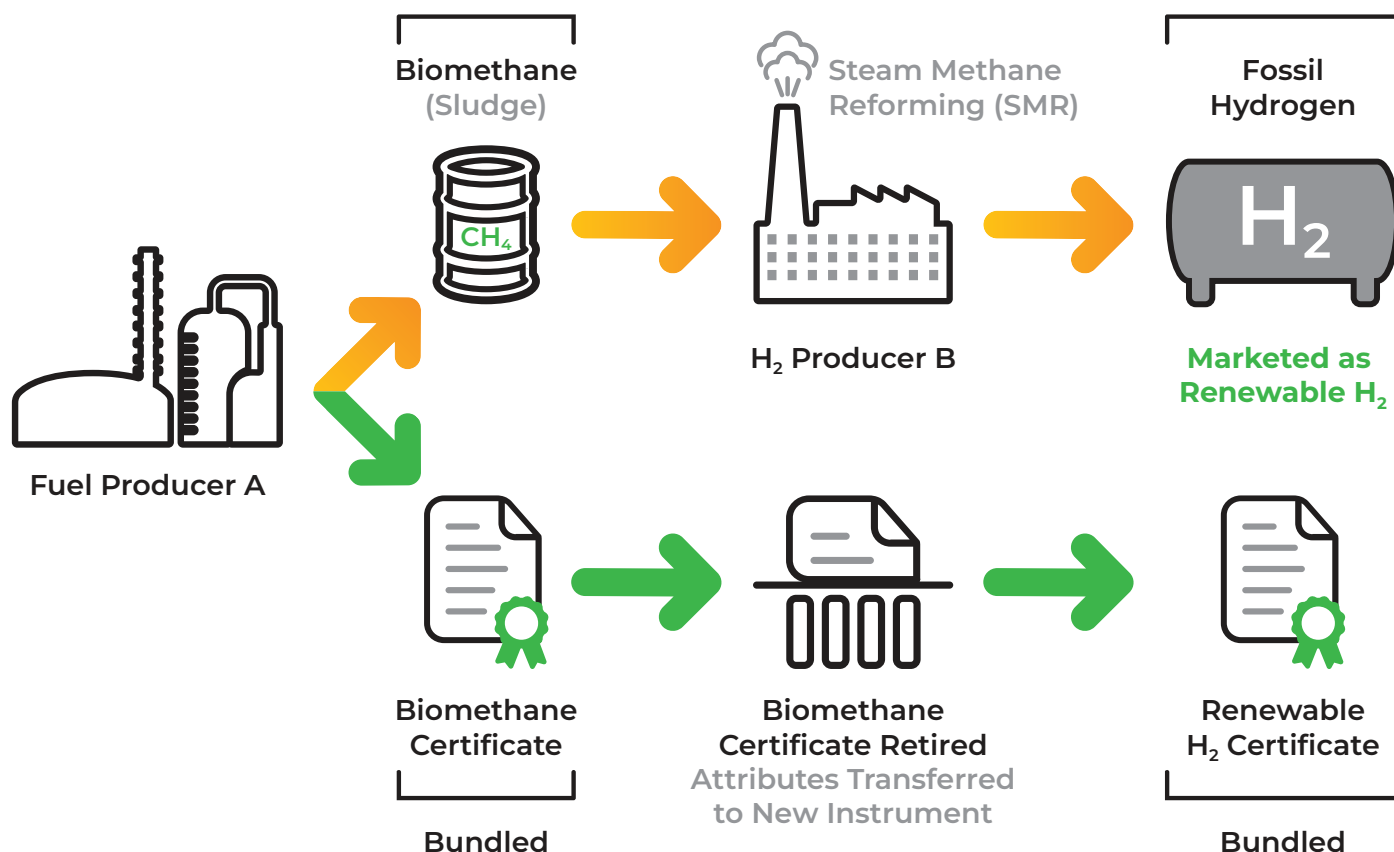 Biomethane
(Sludge)
CH₄
Steam Methane
Reforming (SMR)
Fossil
Hydrogen
H₂
Fuel Producer A
H₂ Producer B
Marketed as
Renewable H₂
Biomethane
Certificate
Bundled
Biomethane
Certificate Retired
Attributes Transferred
to New Instrument
Renewable
H₂ Certificate
Bundled